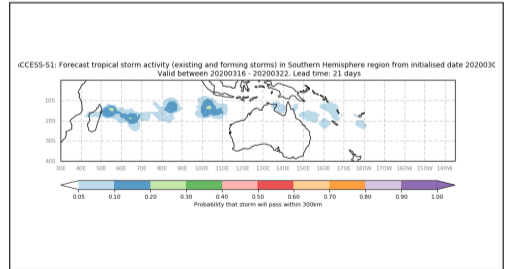 CCESS-S1: Forecast tropical storm activity (existing and forming storms) in Southern Hemisphere region from initialised date 202003
Valid between 20200316 - 20200322. Lead time: 21 days
10S
20S
30S
40S
30E 40E 50E 60E 70E 80E 90E 100E 110E 120E 130E 140E 150E 160E 170E 180E 170W 160W 150W 140W
0.05 0.10 0.20 0.30 0.40 0.50 0.60 0.70 0.80 0.90 1.00
Probability that storm will pass within 300km